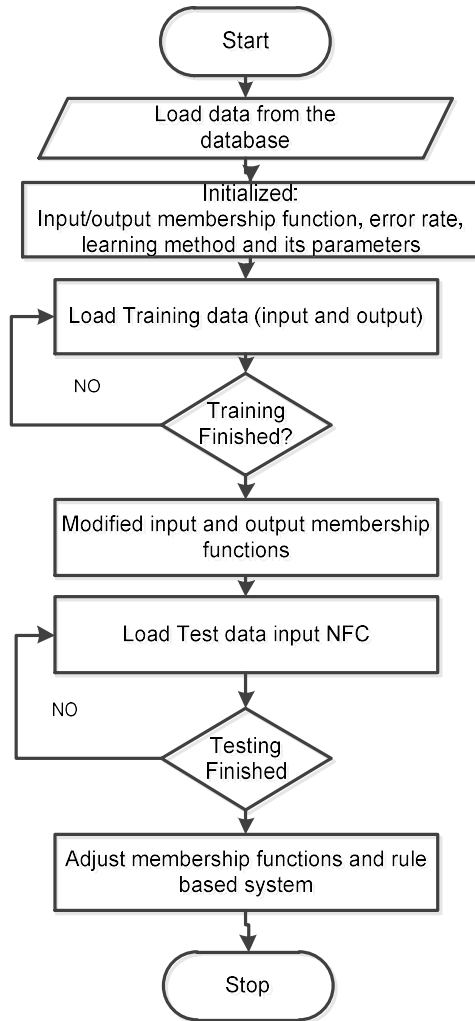 Start
Load data from the
database
Initialized:
Input/output membership function, error rate,
learning method and its parameters
Load Training data (input and output)
NO
Training
Finished?
Modified input and output membership
functions
Load Test data input NFC
NO
Testing
Finished
Adjust membership functions and rule
based system
Stop